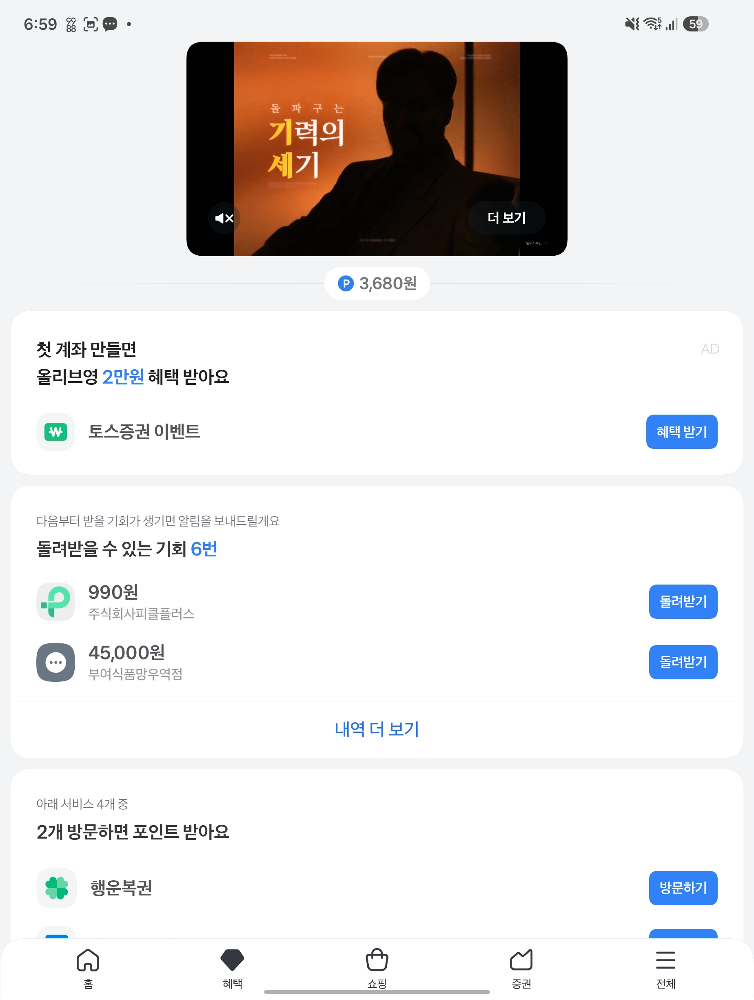 6:59
5
59
돌 파 구 는
기력의
세기
더 보기
일반식품입니다
P 3,680원
첫 계좌 만들면
AD
올리브영 2만원 혜택 받아요
토스증권 이벤트
혜택 받기
다음부터 받을 기회가 생기면 알림을 보내드릴게요
돌려받을 수 있는 기회 6번
990원
주식회사피클플러스
돌려받기
45,000원
부여식품망우역점
돌려받기
내역 더 보기
아래 서비스 4개 중
2개 방문하면 포인트 받아요
행운복권
방문하기
홈
혜택
쇼핑
증권
전체